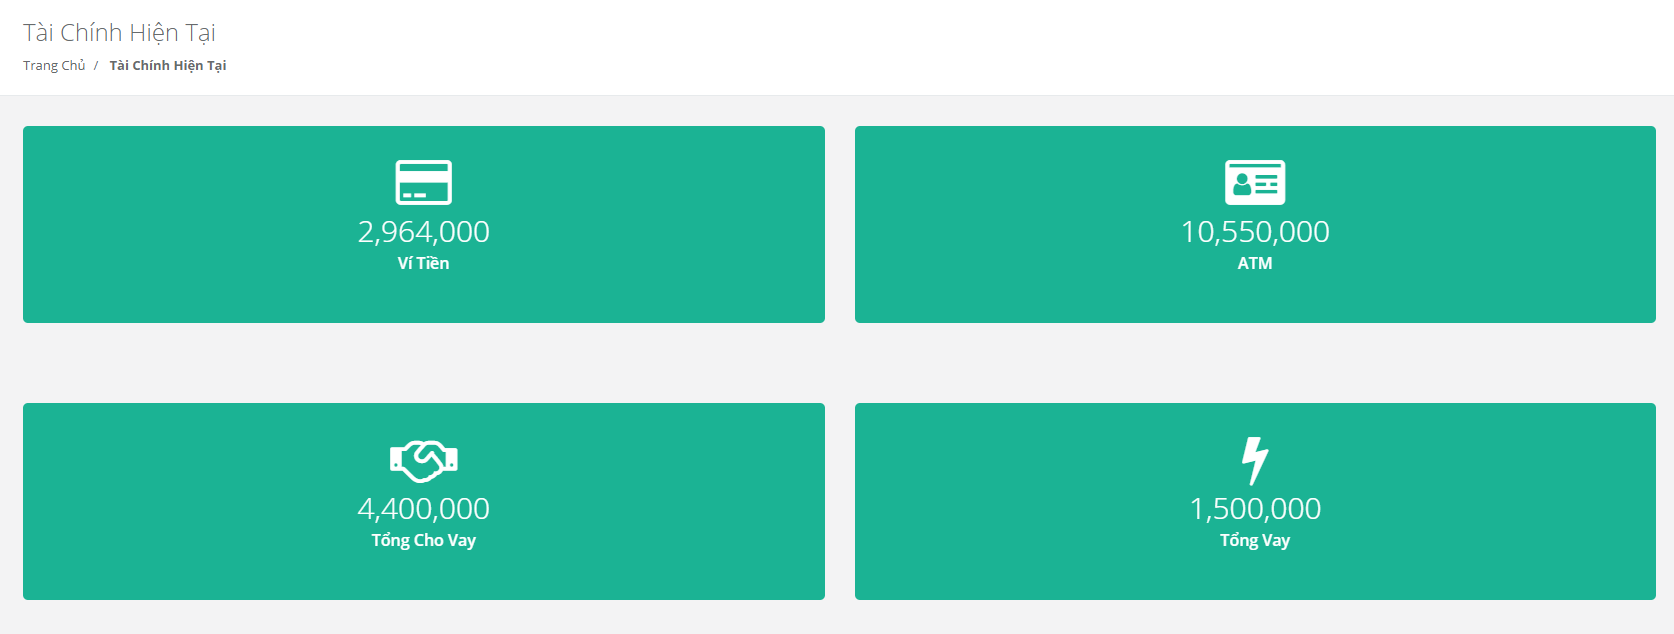 Tài Chính Hiện Tại
Trang Chủ / Tài Chính Hiện Tại
2,964,000
Ví Tiền
10,550,000
ATM
4,400,000
Tổng Cho Vay
1,500,000
Tổng Vay